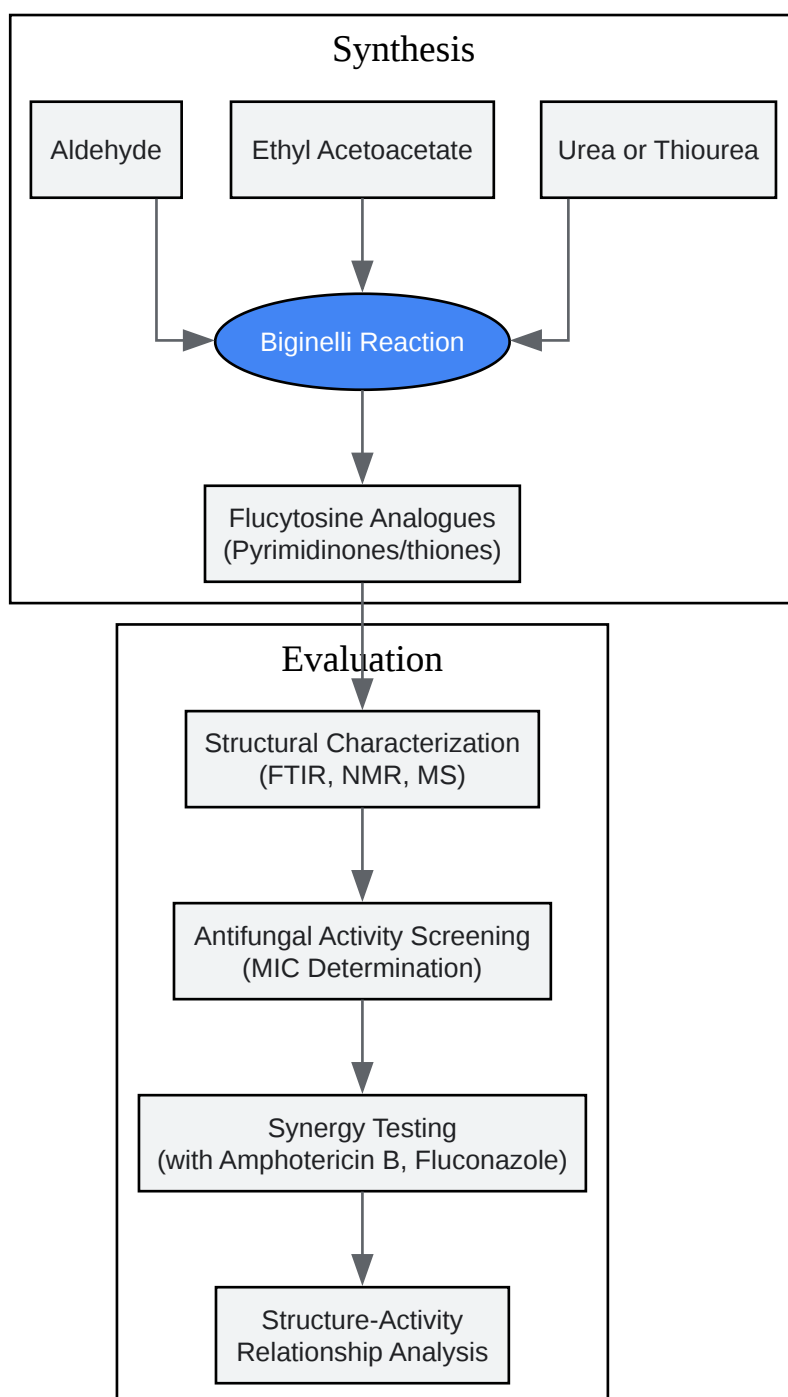 Synthesis
Aldehyde
Ethyl Acetoacetate
Urea or Thiourea
Biginelli Reaction
Flucytosine Analogues
(Pyrimidinones/thiones)
Evaluation
Structural Characterization
(FTIR, NMR, MS)
Antifungal Activity Screening
(MIC Determination)
Synergy Testing
(with Amphotericin B, Fluconazole)
Structure-Activity
Relationship Analysis